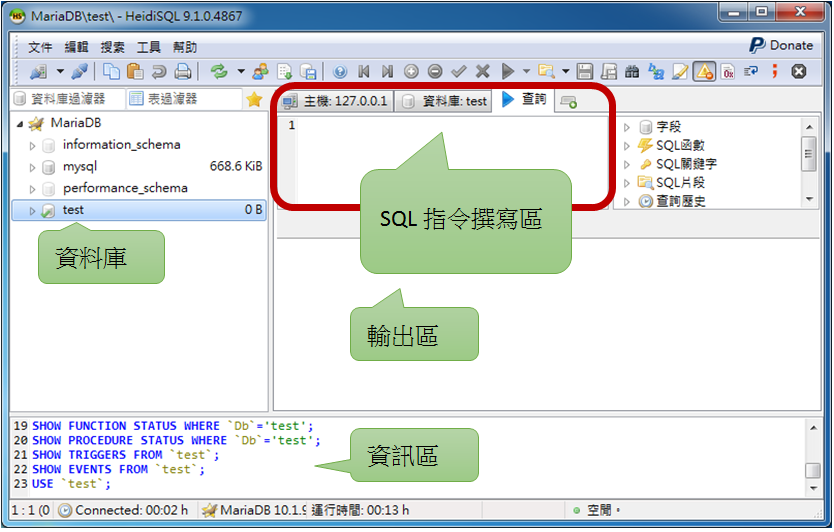 MariaDB\test\ - HeidiSQL 9.1.0.4867
文件 編輯 搜索 工具 幫助
Donate
資料庫過濾器 表過濾器
主機: 127.0.0.1 資料庫: test 查詢
MariaDB
information_schema
mysql 668.6 KiB
performance_schema
test 0 B
資料庫
1
SQL 指令撰寫區
字段
SQL函數
SQL關鍵字
SQL片段
查詢歷史
輸出區
19 SHOW FUNCTION STATUS WHERE `Db`='test';
20 SHOW PROCEDURE STATUS WHERE `Db`='test';
21 SHOW TRIGGERS FROM `test`;
22 SHOW EVENTS FROM `test`;
23 USE `test`;
資訊區
1 : 1 (0 Connected: 00:02 h MariaDB 10.1.9 運行時間: 00:13 h 空閒。